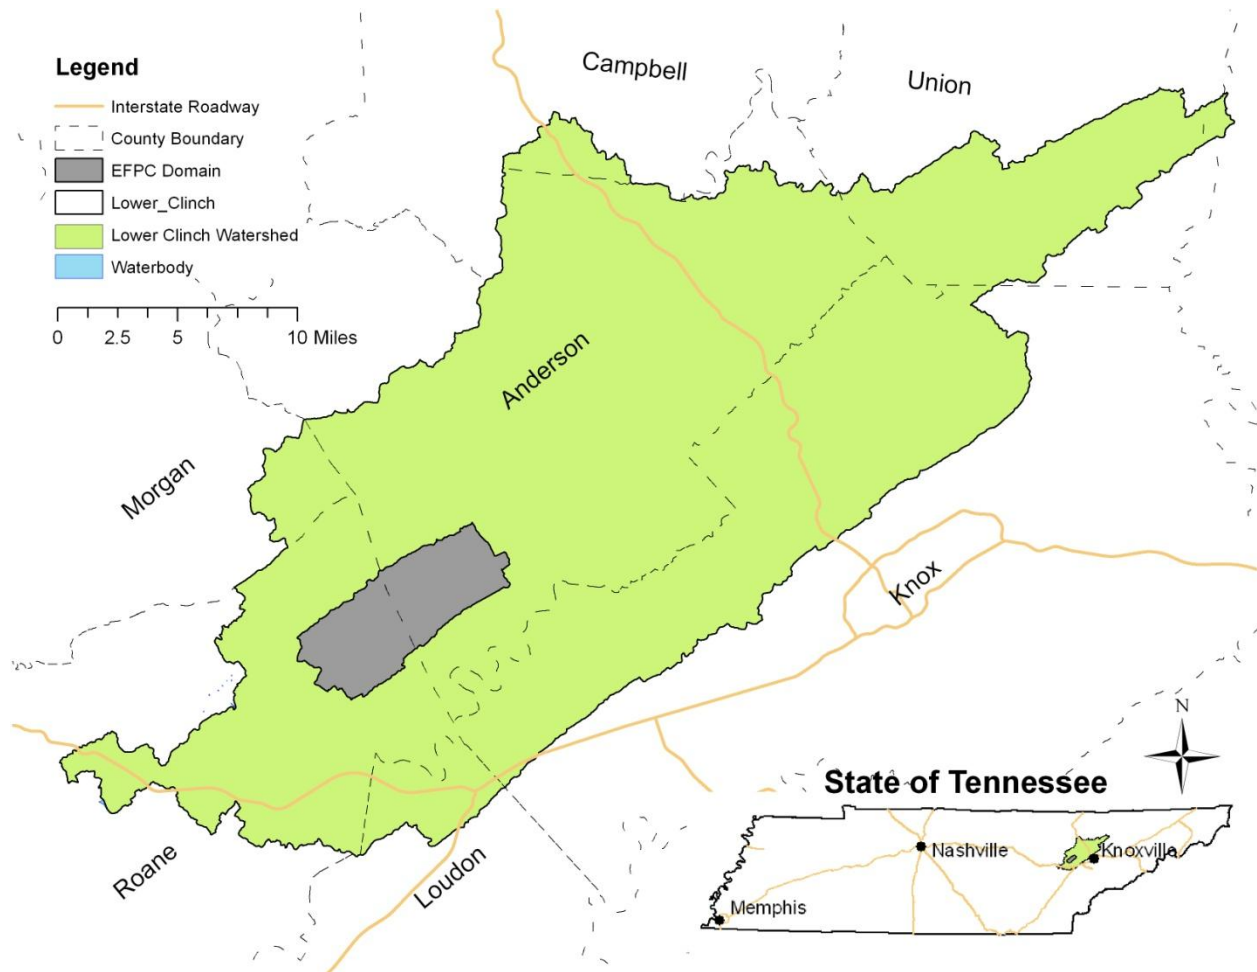 Legend
Interstate Roadway
County Boundary
EFPC Domain
Lower_Clinch
Lower Clinch Watershed
Waterbody
0 2.5 5 10 Miles
Campbell
Union
Anderson
Morgan
Knox
Roane
Loudon
N
State of Tennessee
Nashville
Knoxville
Memphis